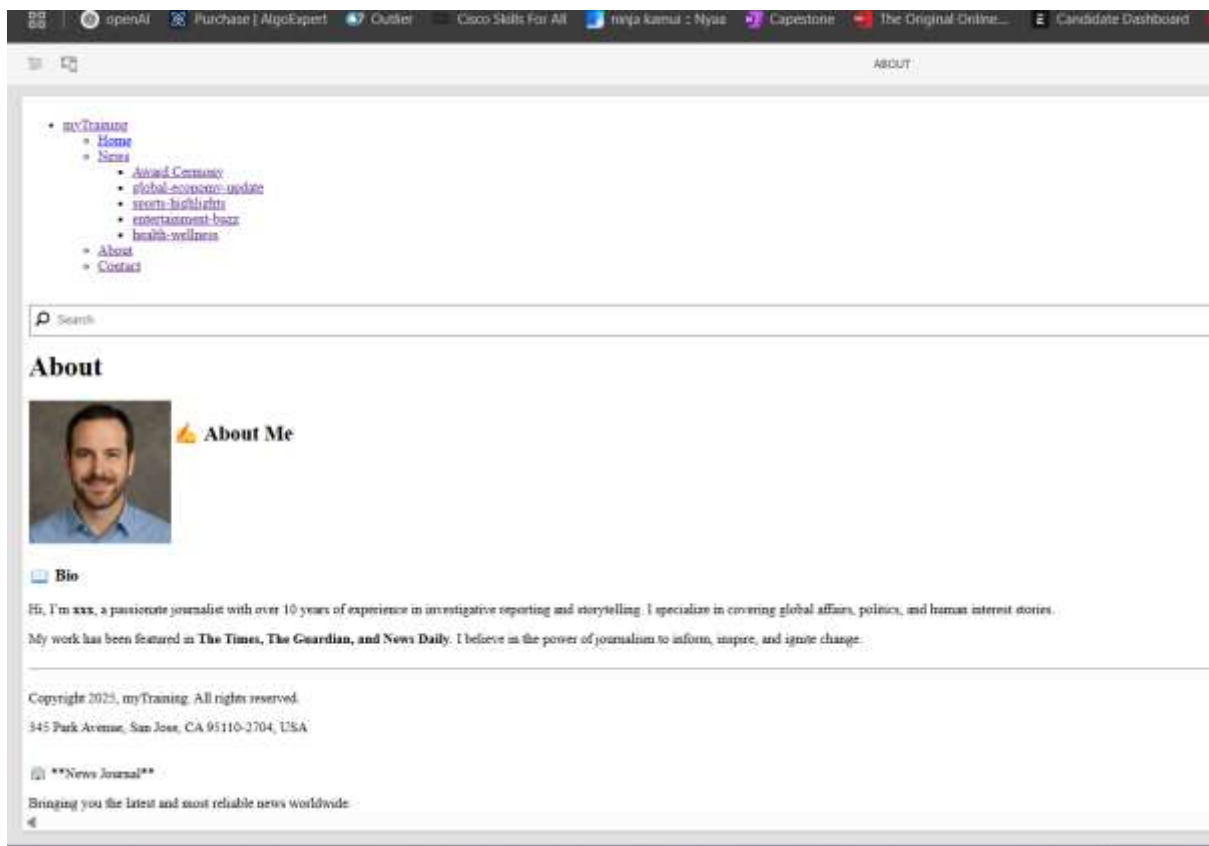 openAI Purchase | AlgoExpert Outlier Cisco Skills For All ninja kamui :: Nyaa Capestone The Original Online... Candidate Dashboard
ABOUT
myTraining
Home
News
Award Cermony
global-economy-update
sports-highlights
entertainment-buzz
health-wellness
About
Contact
Search
About
✍ About Me
📖 Bio
Hi, I'm xxx, a passionate journalist with over 10 years of experience in investigative reporting and storytelling. I specialize in covering global affairs, politics, and human interest stories.
My work has been featured in The Times, The Guardian, and News Daily. I believe in the power of journalism to inform, inspire, and ignite change.
Copyright 2025, myTraining. All rights reserved.
345 Park Avenue, San Jose, CA 95110-2704, USA
📰 **News Journal**
Bringing you the latest and most reliable news worldwide